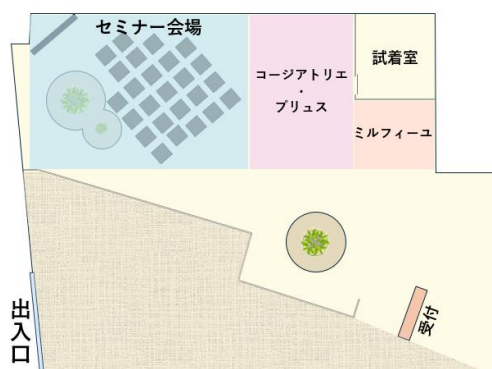 セミナー会場
コージアトリエ
・
プリュス
試着室
ミルフィーユ
出入口
受付